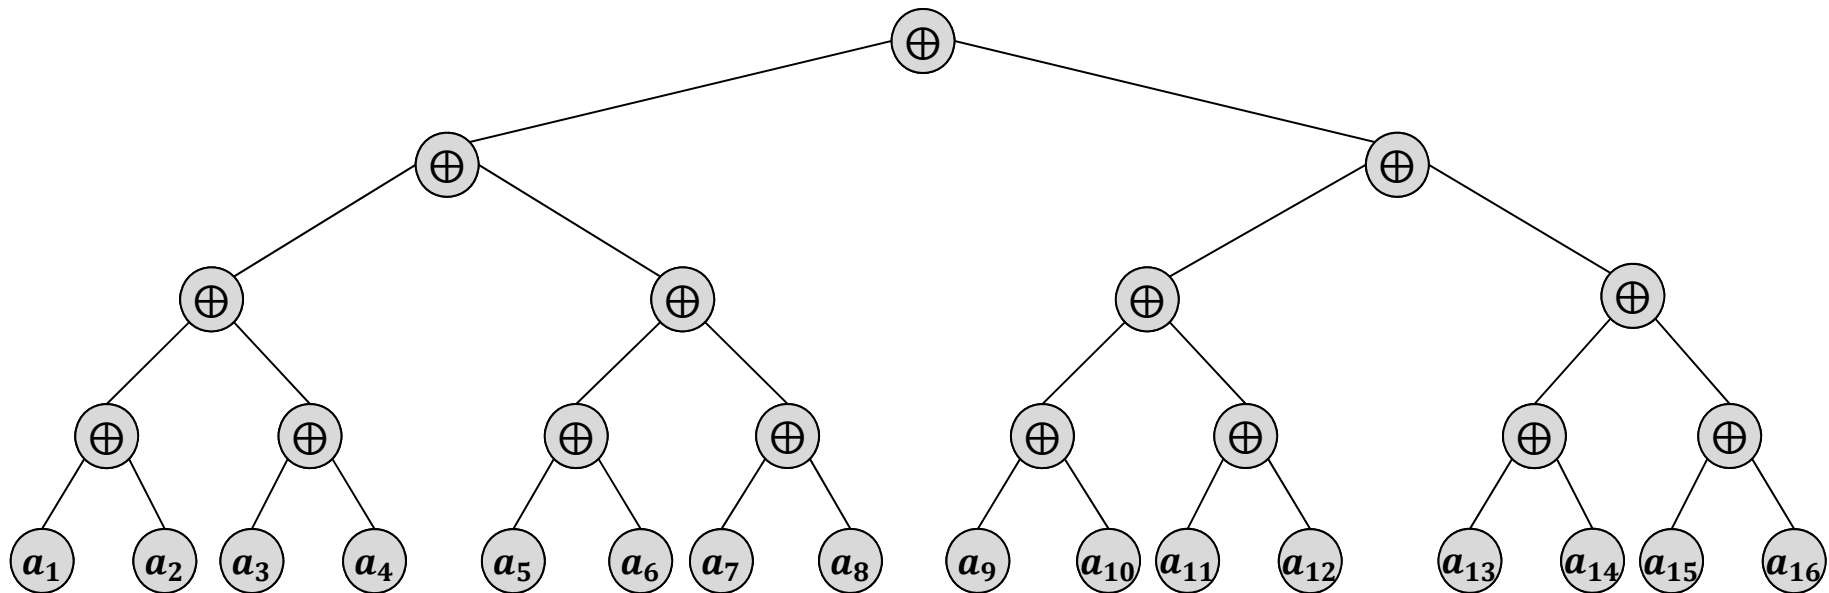 ⊕
⊕ ⊕
⊕ ⊕ ⊕ ⊕
⊕ ⊕ ⊕ ⊕ ⊕ ⊕ ⊕ ⊕
a₁ a₂ a₃ a₄ a₅ a₆ a₇ a₈ a₉ a₁₀ a₁₁ a₁₂ a₁₃ a₁₄ a₁₅ a₁₆